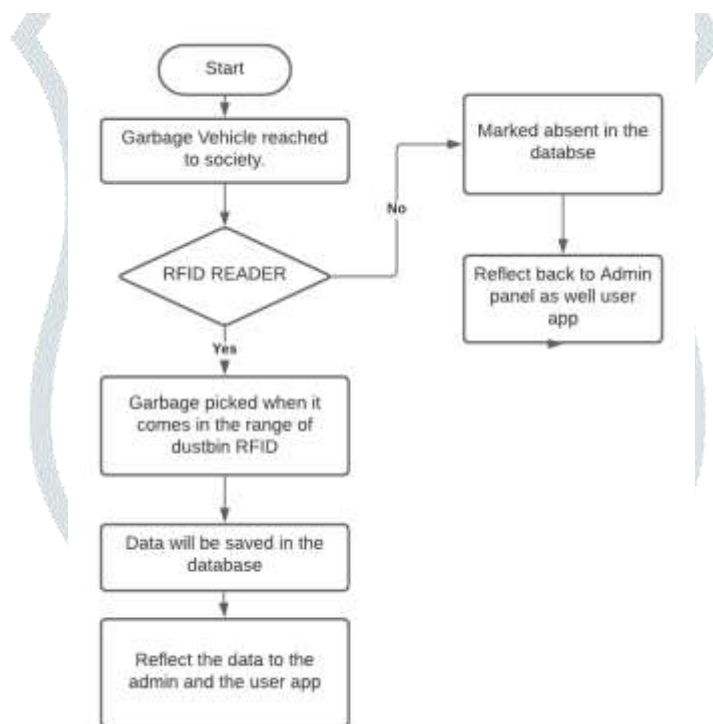 Start
Garbage Vehicle reached
to society.
RFID READER
Yes
Garbage picked when it
comes in the range of
dustbin RFID
Data will be saved in the
database
Reflect the data to the
admin and the user app
No
Marked absent in the
databse
Reflect back to Admin
panel as well user
app